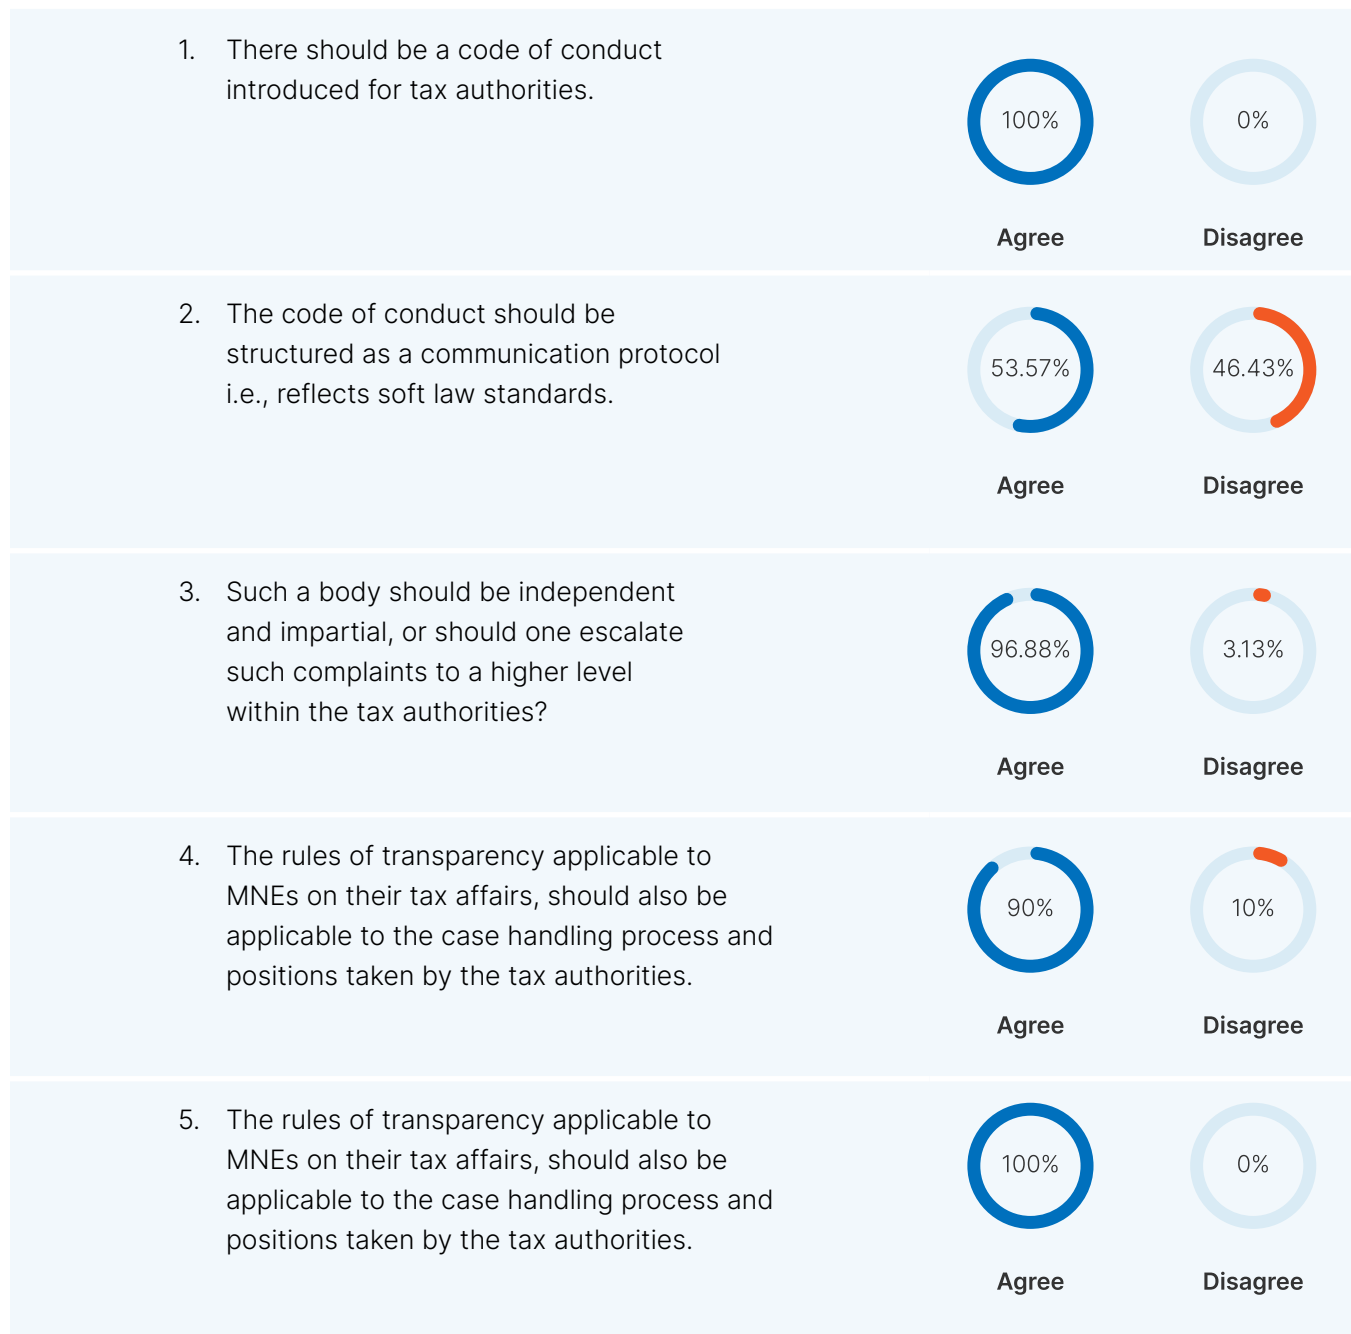 1. There should be a code of conduct
introduced for tax authorities.
100%
0%
Agree
Disagree
2. The code of conduct should be
structured as a communication protocol
i.e., reflects soft law standards.
53.57%
46.43%
Agree
Disagree
3. Such a body should be independent
and impartial, or should one escalate
such complaints to a higher level
within the tax authorities?
96.88%
3.13%
Agree
Disagree
4. The rules of transparency applicable to
MNEs on their tax affairs, should also be
applicable to the case handling process and
positions taken by the tax authorities.
90%
10%
Agree
Disagree
5. The rules of transparency applicable to
MNEs on their tax affairs, should also be
applicable to the case handling process and
positions taken by the tax authorities.
100%
0%
Agree
Disagree